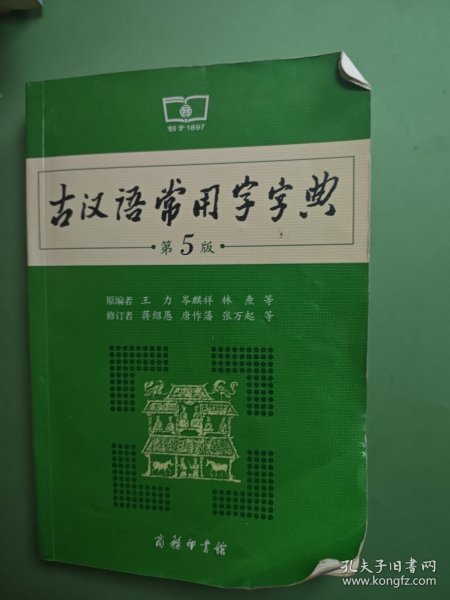 创于1897
古汉语常用字字典
·第5版·
原编者 王力 岑麒祥 林焘 等
修订者 蒋绍愚 唐作藩 张万起 等
商务印书馆
孔夫子旧书网
www.kongfz.com